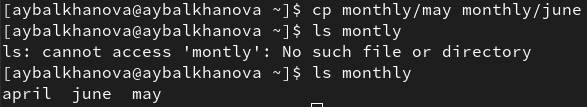 [aybalkhanova@aybalkhanova ~]$ cp monthly/may monthly/june
[aybalkhanova@aybalkhanova ~]$ ls montly
ls: cannot access 'montly': No such file or directory
[aybalkhanova@aybalkhanova ~]$ ls monthly
april  june  may